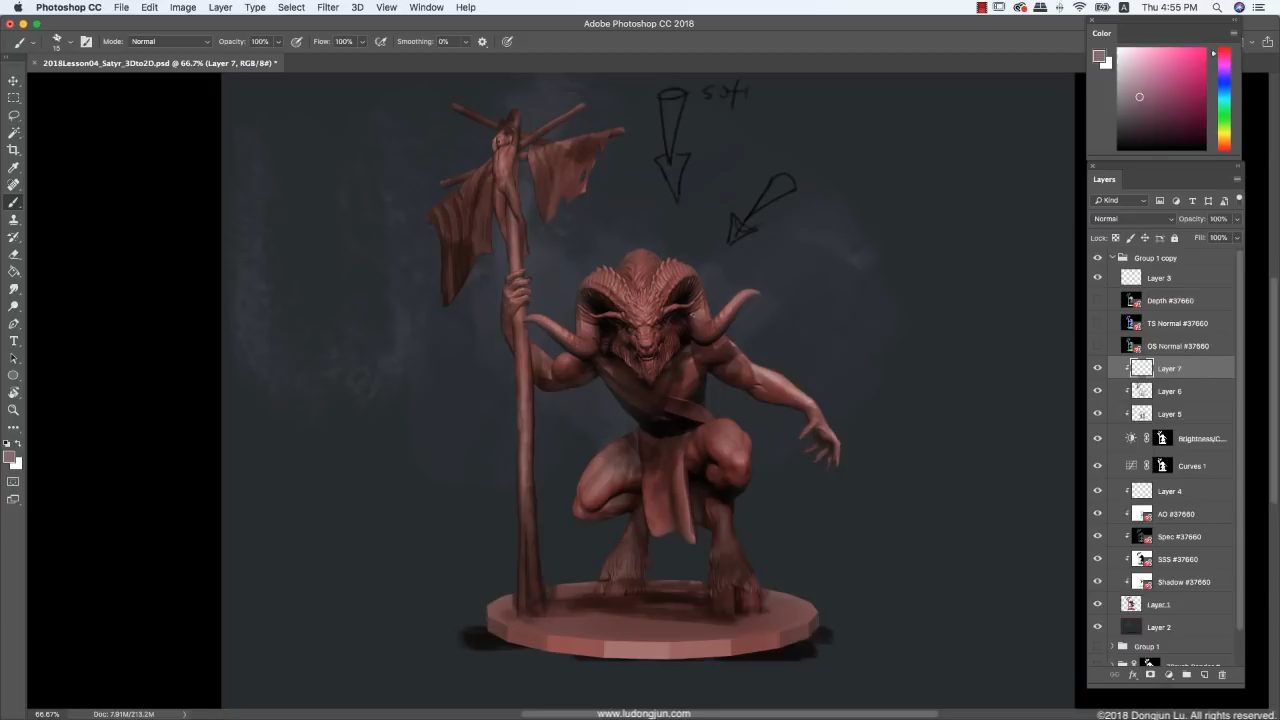 Photoshop CC File Edit Image Layer Type Select Filter 3D View Window Help Thu 4:55 PM
Adobe Photoshop CC 2018
15 Mode: Normal Opacity: 100% Flow: 100% Smoothing: 0%
2018Lesson04_Satyr_3Dto2D.psd @ 66.7% (Layer 7, RGB/8#) *
soft
Color
Layers
Kind
Normal Opacity: 100%
Lock: Fill: 100%
Group 1 copy
Layer 3
Depth #37660
TS Normal #37660
OS Normal #37660
Layer 7
Layer 6
Layer 5
Brightness/C...
Curves 1
Layer 4
AO #37660
Spec #37660
SSS #37660
Shadow #37660
Layer 1
Layer 2
Group 1
fx
66.67% Doc: 7.91M/213.2M
www.ludongjun.com
©2018 Dongjun Lu. All rights reserved.